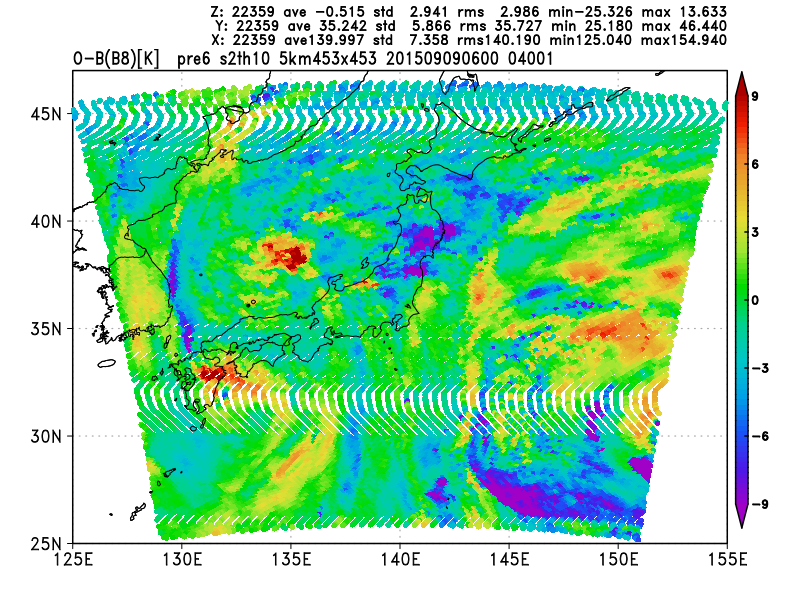 Z: 22359 ave -0.515 std 2.941 rms 2.986 min-25.326 max 13.633
Y: 22359 ave 35.242 std 5.866 rms 35.727 min 25.180 max 46.440
X: 22359 ave139.997 std 7.358 rms140.190 min125.040 max154.940
O-B(B8)[K] pre6 s2th10 5km453x453 201509090600 04001
45N
40N
35N
30N
25N
125E 130E 135E 140E 145E 150E 155E
9
6
3
0
-3
-6
-9